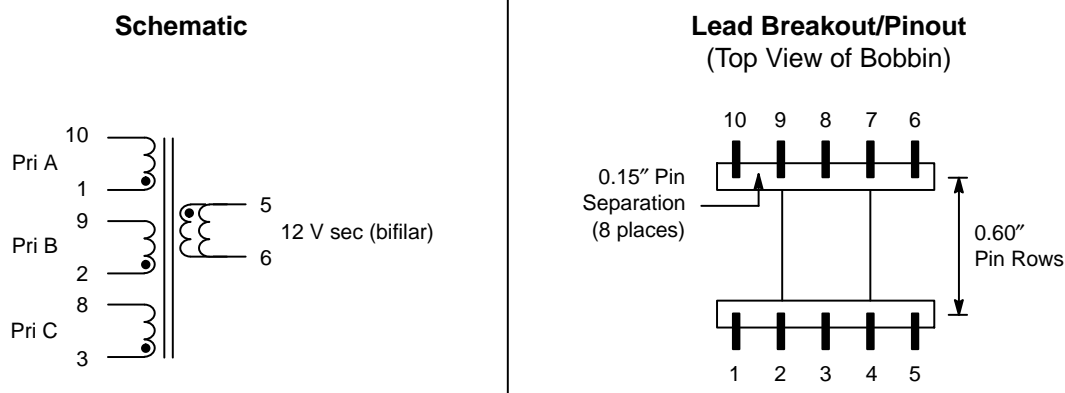 Schematic
10
Pri A
1
9
Pri B
2
8
Pri C
3
5
12 V sec (bifilar)
6
Lead Breakout/Pinout
(Top View of Bobbin)
10 9 8 7 6
0.15″ Pin
Separation
(8 places)
0.60″
Pin Rows
1 2 3 4 5